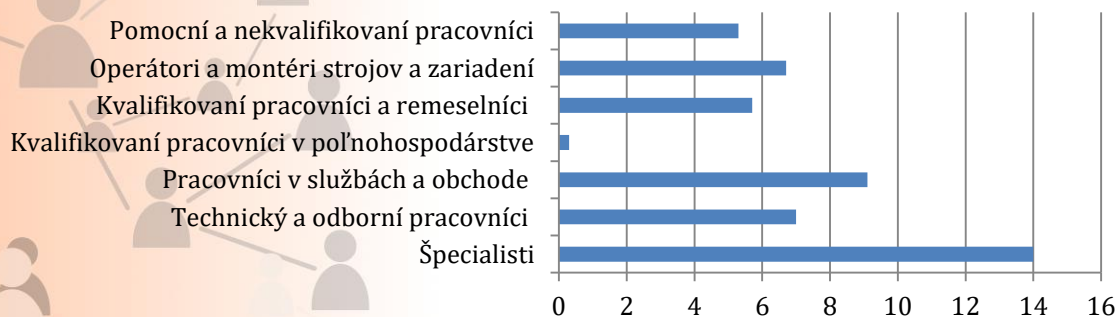 Pomocní a nekvalifikovaní pracovníci
Operátori a montéri strojov a zariadení
Kvalifikovaní pracovníci a remeselníci
Kvalifikovaní pracovníci v poľnohospodárstve
Pracovníci v službách a obchode
Technický a odborní pracovníci
Špecialisti
0 2 4 6 8 10 12 14 16